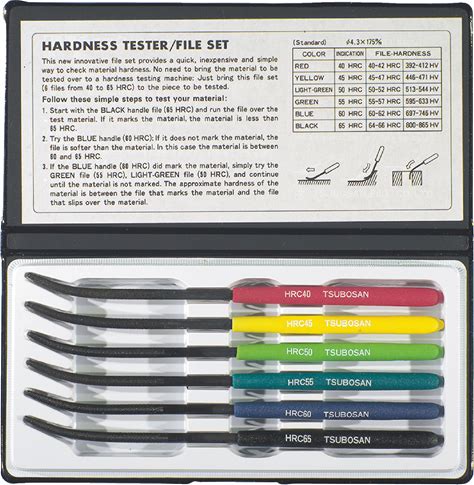 HARDNESS TESTER/FILE SET
This new innovative file set provides a quick, inexpensive and simple
way to check material hardness. No need to bring the material to be
tested over to a hardness testing machine: Just bring this file set
(6 files from 40 to 65 HRC) to the piece to be tested.
Follow these simple steps to test your material:
1. Start with the BLACK handle file (65 HRC) and run the file over
the test material. If it marks the material, the material is less than
65 HRC.
2. Try the BLUE handle (60 HRC): If it does not mark the material, the
file is softer than the material. In this case the material is between
60 and 65 HRC.
3. If the BLUE handle file (60 HRC) did mark the material, simply try the
GREEN file (55 HRC), LIGHT-GREEN file (50 HRC), and continue
until the material is not marked. The approximate hardness of the
material is between the file that marks the material and the file
that slips over the material.
(Standard) φ4.3×175%
COLOR INDICATION FILE-HARDNESS
RED 40 HRC 40-42 HRC 392-412 HV
YELLOW 45 HRC 45-47 HRC 446-471 HV
LIGHT-GREEN 50 HRC 50-52 HRC 513-544 HV
GREEN 55 HRC 55-57 HRC 595-633 HV
BLUE 60 HRC 60-62 HRC 697-746 HV
BLACK 65 HRC 64-66 HRC 800-865 HV
HRC40 TSUBOSAN
HRC45 TSUBOSAN
HRC50 TSUBOSAN
HRC55 TSUBOSAN
HRC60 TSUBOSAN
HRC65 TSUBOSAN